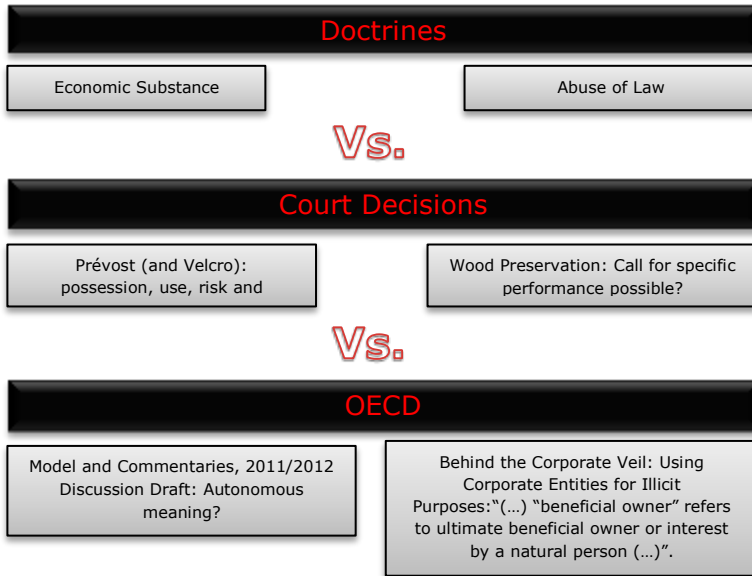 Doctrines
Economic Substance
Abuse of Law
Vs.
Court Decisions
Prévost (and Velcro):
possession, use, risk and
Wood Preservation: Call for specific
performance possible?
Vs.
OECD
Model and Commentaries, 2011/2012
Discussion Draft: Autonomous
meaning?
Behind the Corporate Veil: Using
Corporate Entities for Illicit
Purposes:“(…) “beneficial owner” refers
to ultimate beneficial owner or interest
by a natural person (…)”.